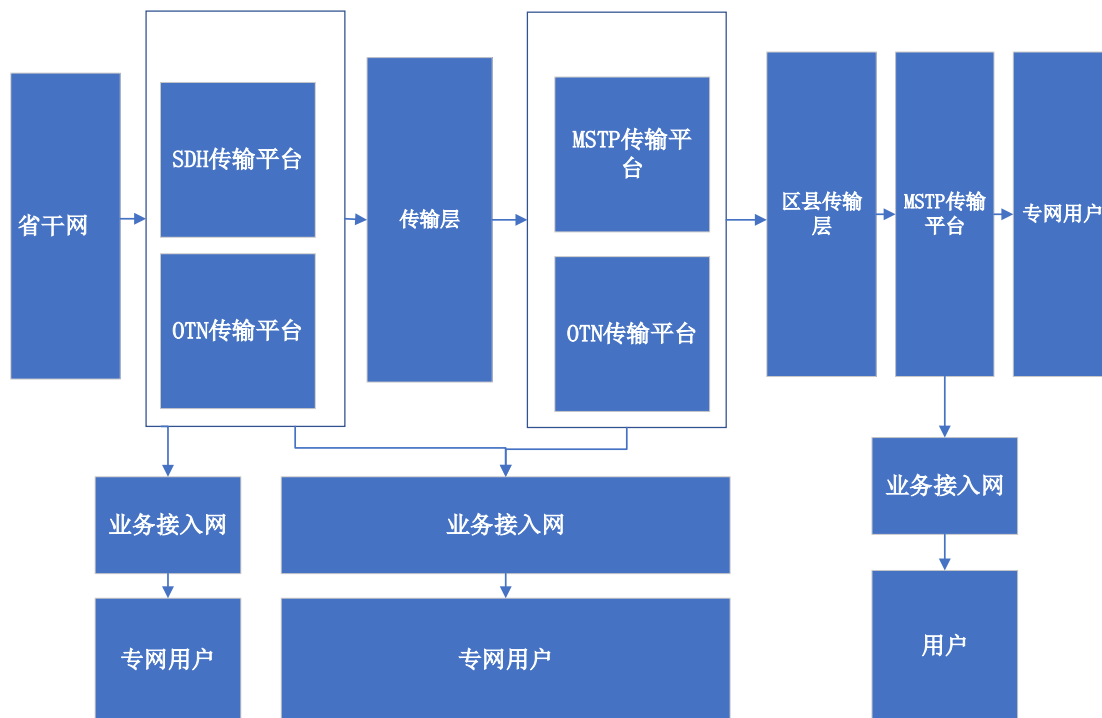 省干网
SDH传输平台
OTN传输平台
传输层
MSTP传输平
台
OTN传输平台
区县传输
层
MSTP传输
平台
专网用户
业务接入网
业务接入网
业务接入网
专网用户
专网用户
用户